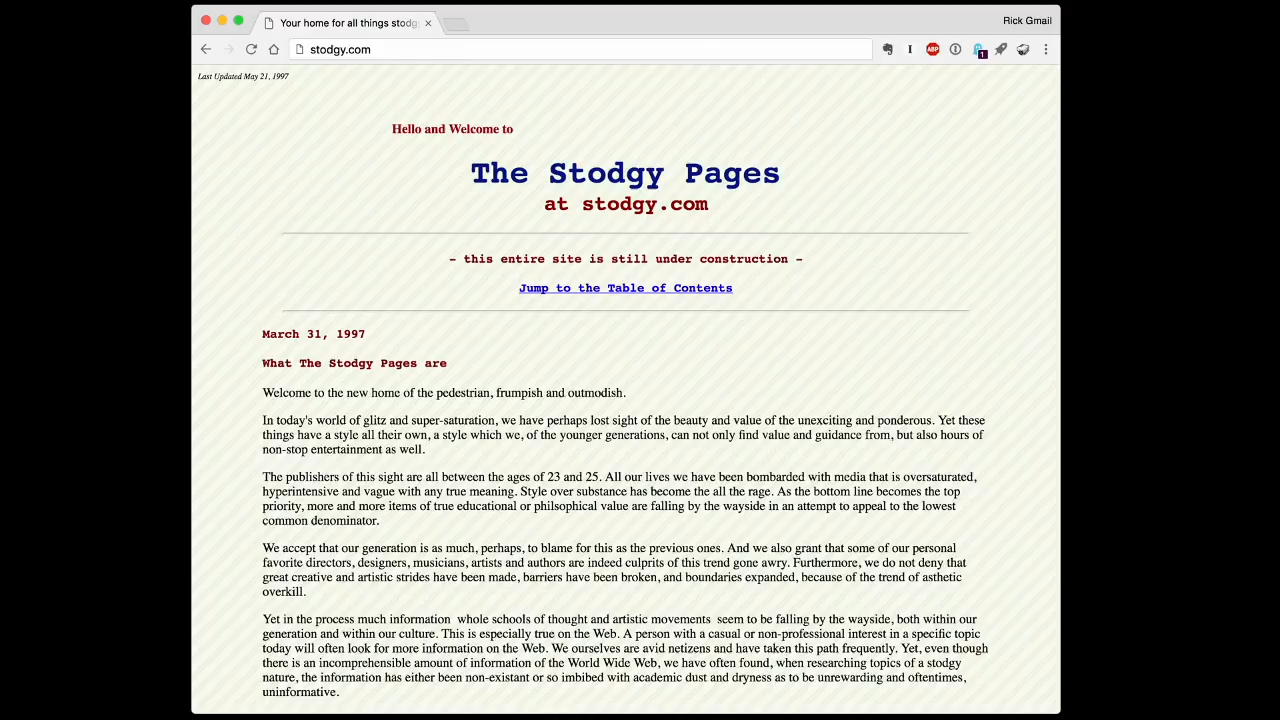 Your home for all things stodg
Rick Gmail
stodgy.com
ABP
1
Last Updated May 21, 1997
Hello and Welcome to
The Stodgy Pages
at stodgy.com
- this entire site is still under construction -
Jump to the Table of Contents
March 31, 1997
What The Stodgy Pages are
Welcome to the new home of the pedestrian, frumpish and outmodish.
In today's world of glitz and super-saturation, we have perhaps lost sight of the beauty and value of the unexciting and ponderous. Yet these
things have a style all their own, a style which we, of the younger generations, can not only find value and guidance from, but also hours of
non-stop entertainment as well.
The publishers of this sight are all between the ages of 23 and 25. All our lives we have been bombarded with media that is oversaturated,
hyperintensive and vague with any true meaning. Style over substance has become the all the rage. As the bottom line becomes the top
priority, more and more items of true educational or philsophical value are falling by the wayside in an attempt to appeal to the lowest
common denominator.
We accept that our generation is as much, perhaps, to blame for this as the previous ones. And we also grant that some of our personal
favorite directors, designers, musicians, artists and authors are indeed culprits of this trend gone awry. Furthermore, we do not deny that
great creative and artistic strides have been made, barriers have been broken, and boundaries expanded, because of the trend of asthetic
overkill.
Yet in the process much information  whole schools of thought and artistic movements  seem to be falling by the wayside, both within our
generation and within our culture. This is especially true on the Web. A person with a casual or non-professional interest in a specific topic
today will often look for more information on the Web. We ourselves are avid netizens and have taken this path frequently. Yet, even though
there is an incomprehensible amount of information of the World Wide Web, we have often found, when researching topics of a stodgy
nature, the information has either been non-existant or so imbibed with academic dust and dryness as to be unrewarding and oftentimes,
uninformative.